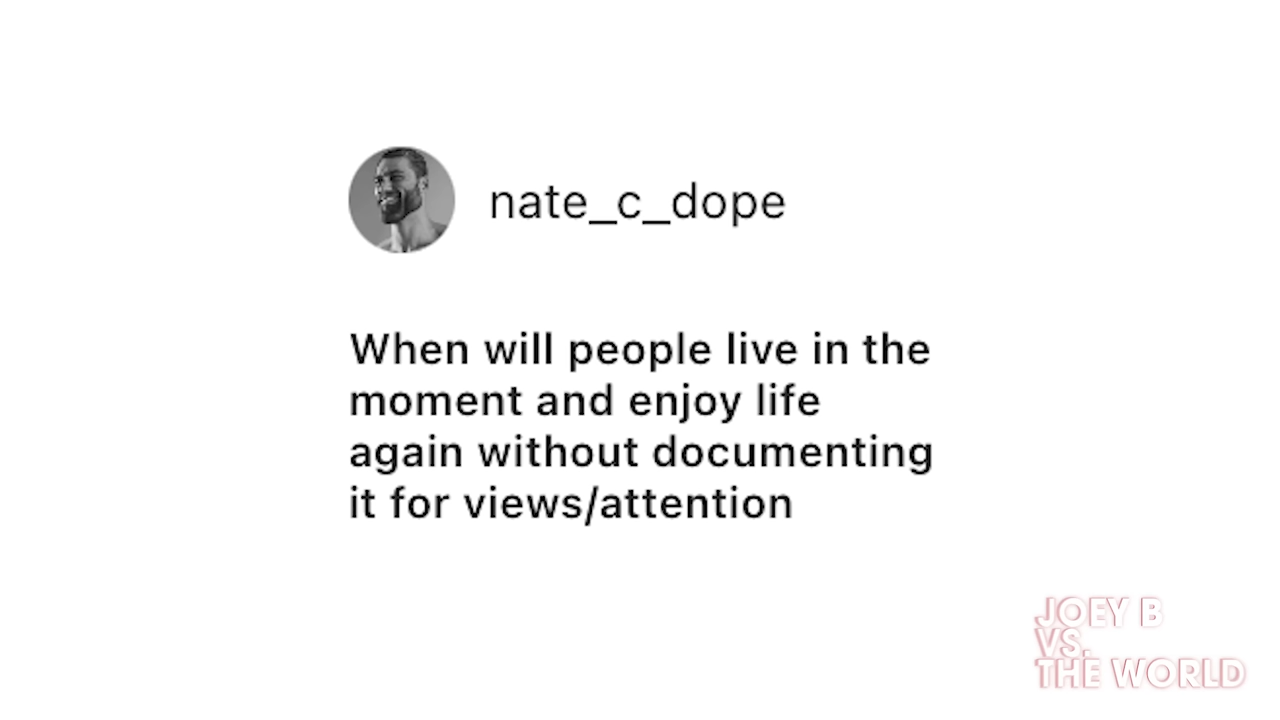 nate_c_dope
When will people live in the
moment and enjoy life
again without documenting
it for views/attention
JOEY B
VS.
THE WORLD